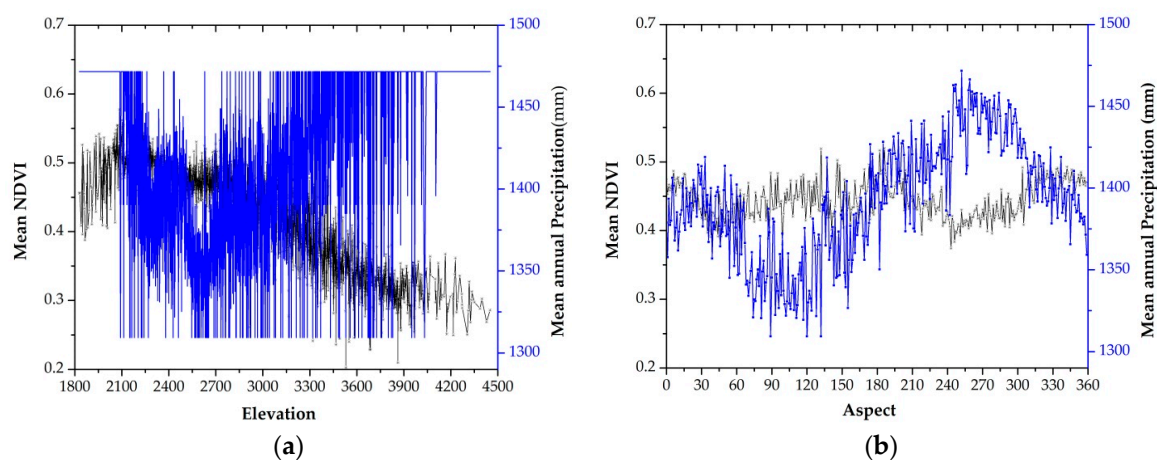 0.7
0.6
0.5
0.4
0.3
0.2
Mean NDVI
1800 2100 2400 2700 3000 3300 3600 3900 4200 4500
Elevation
1500
1450
1400
1350
1300
Mean annual Precipitation(mm)
(a)
0.7
0.6
0.5
0.4
0.3
0.2
Mean NDVI
0 30 60 90 120 150 180 210 240 270 300 330 360
Aspect
1500
1450
1400
1350
1300
Mean annual Precipitation (mm)
(b)